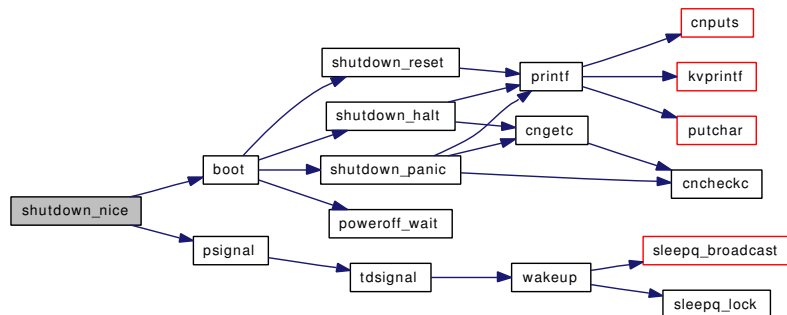 cnputs
shutdown_reset
printf
kvprintf
shutdown_halt
cngetc
putchar
boot
shutdown_panic
cncheckc
shutdown_nice
poweroff_wait
psignal
sleepq_broadcast
tdsignal
wakeup
sleepq_lock